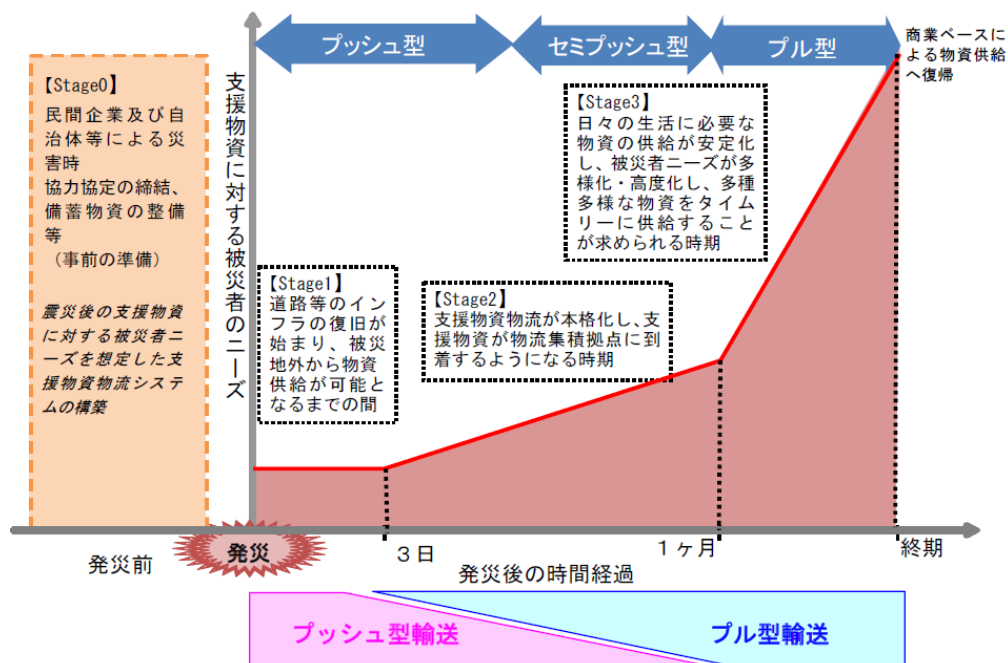 プッシュ型
セミプッシュ型
プル型
商業ベースに
よる物資供給
へ復帰
支援物資に対する被災者のニーズ
【Stage0】
民間企業及び自
治体等による災
害時
協力協定の締結、
備蓄物資の整備
等
（事前の準備）
震災後の支援物資
に対する被災者ニ
ーズを想定した支
援物資物流システ
ムの構築
【Stage1】
道路等のイン
フラの復旧が
始まり、被災
地外から物資
供給が可能と
なるまでの間
【Stage2】
支援物資物流が本格化し、支
援物資が物流集積拠点に到
着するようになる時期
【Stage3】
日々の生活に必要な
物資の供給が安定化
し、被災者ニーズが多
様化・高度化し、多種
多様な物資をタイム
リーに供給すること
が求められる時期
発災前
発災
３日
１ヶ月
終期
発災後の時間経過
プッシュ型輸送
プル型輸送